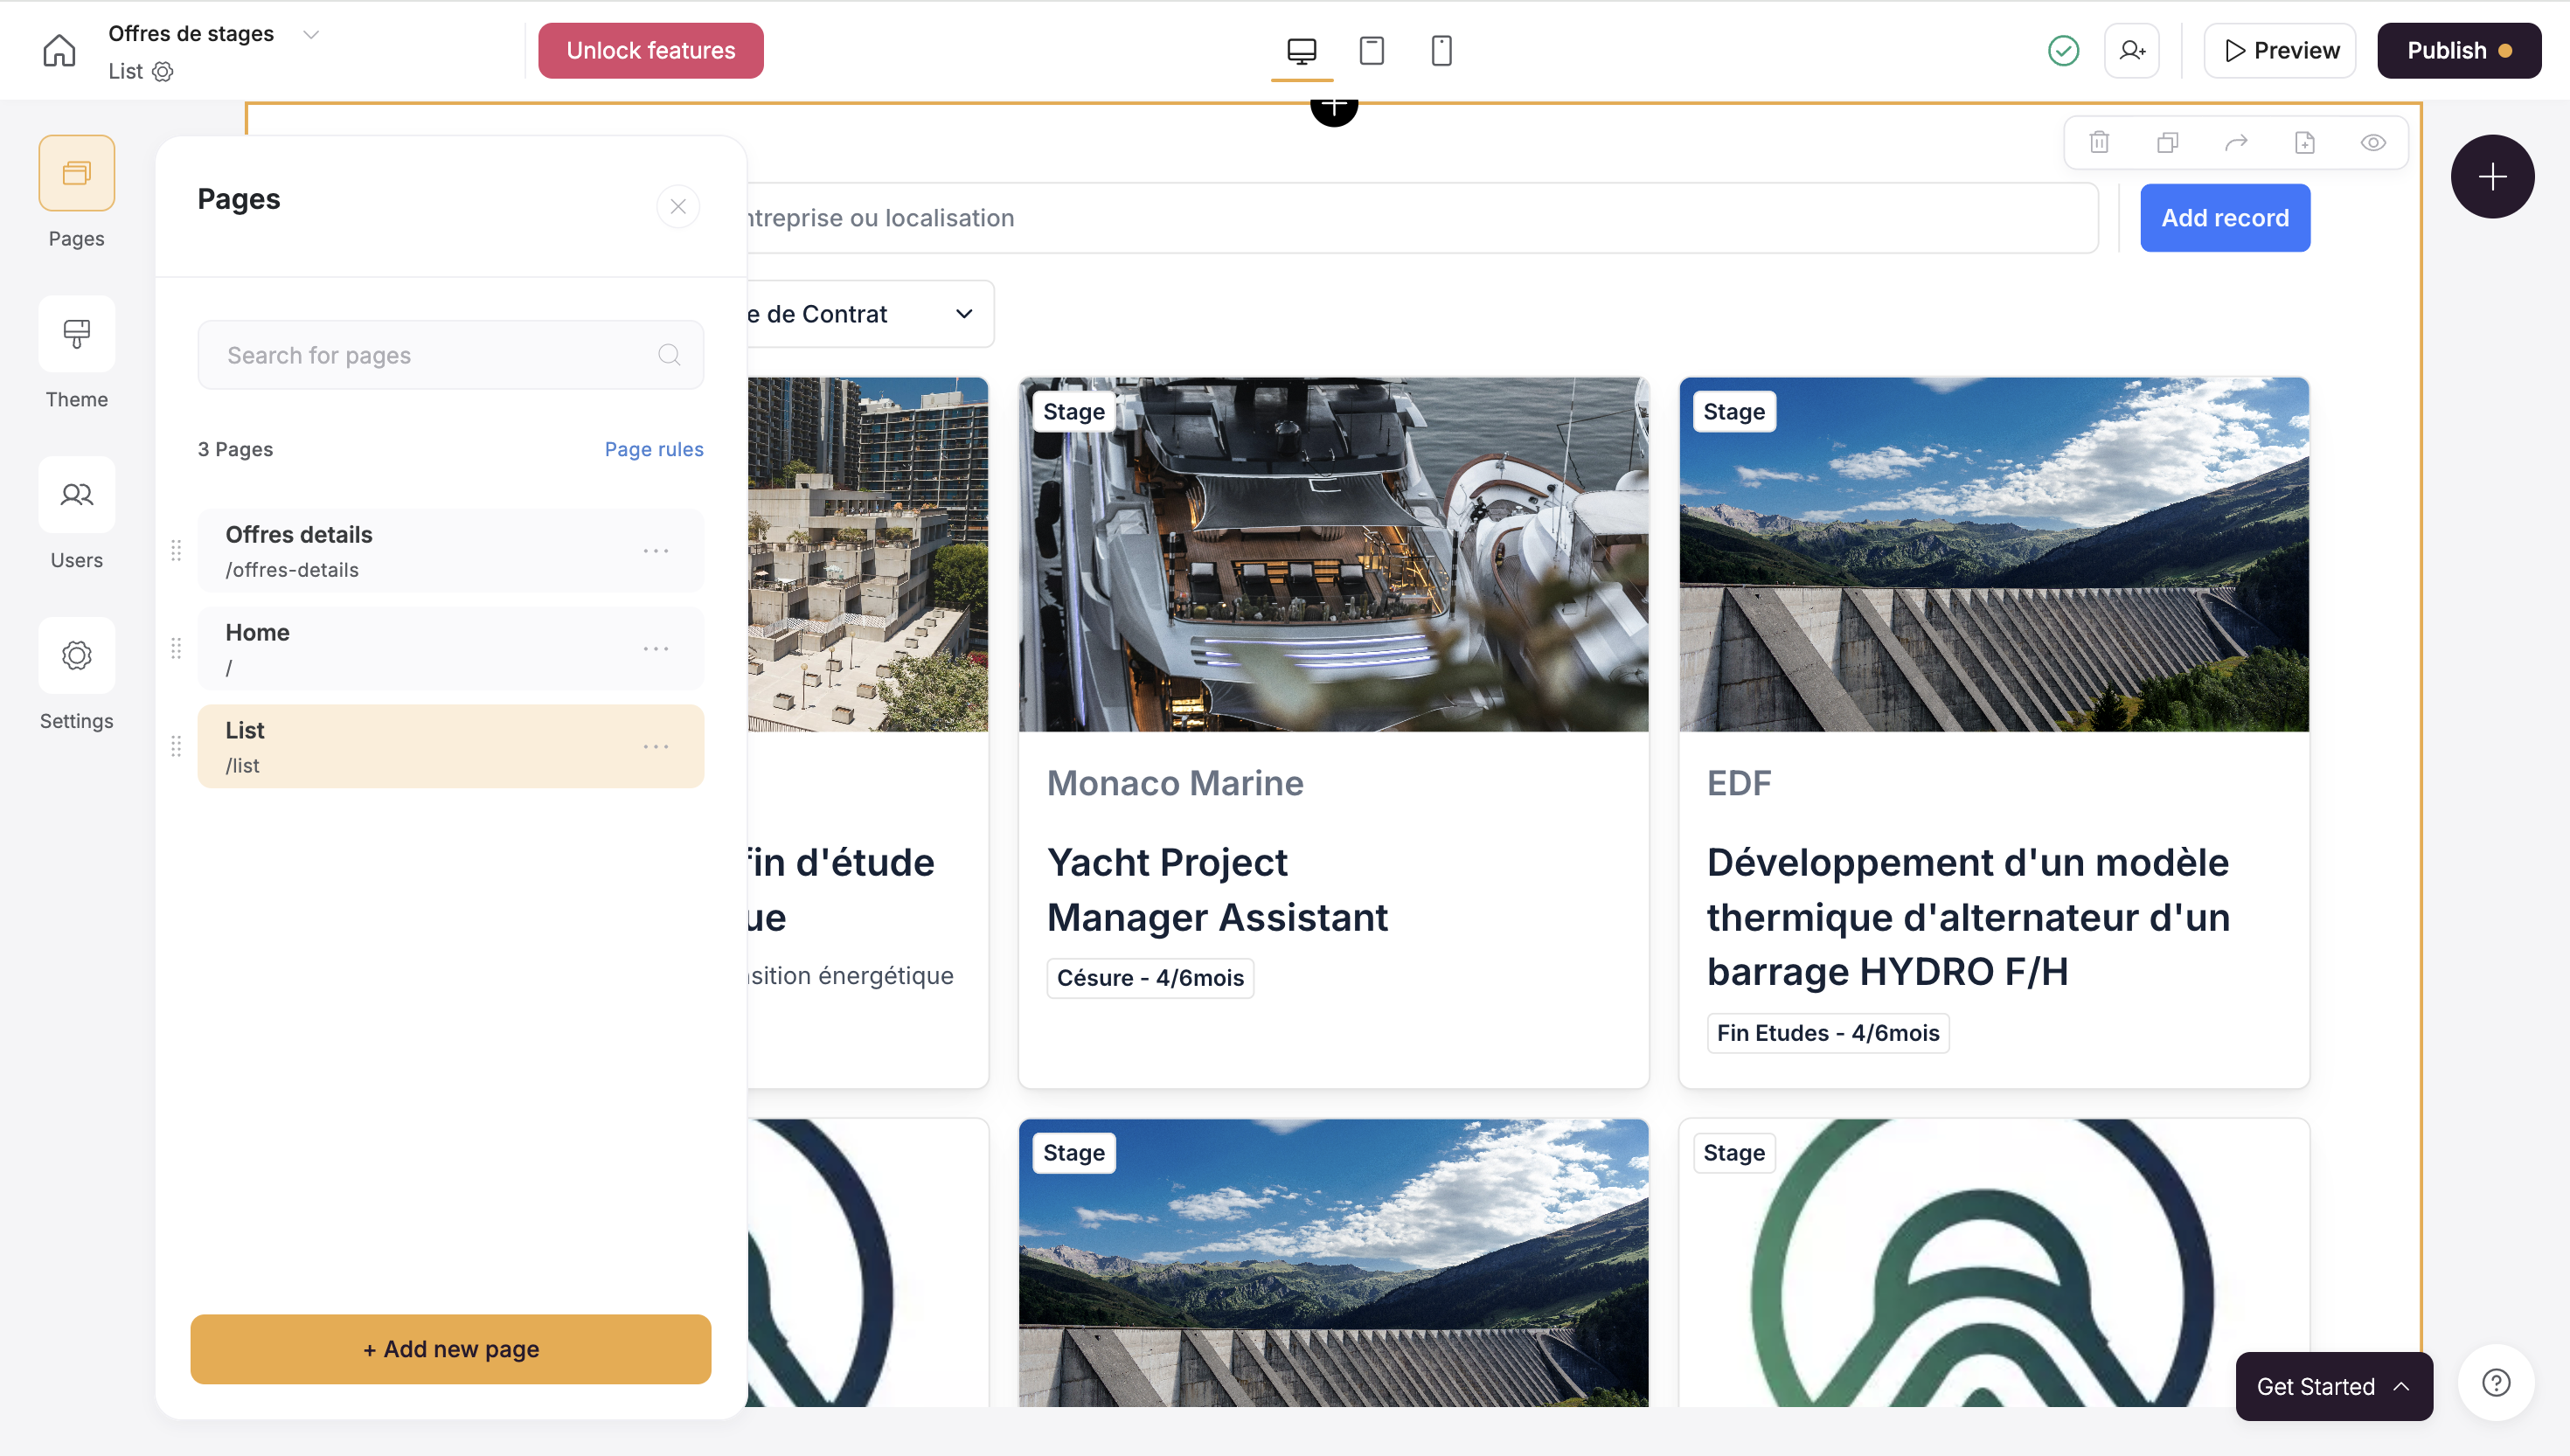 Offres de stages
List
Unlock features
Preview
Publish
Pages
Theme
Users
Settings
Pages
Search for pages
3 Pages
Page rules
Offres details
/offres-details
Home
/
List
/list
+ Add new page
ntreprise ou localisation
Add record
e de Contrat
fin d'étude
ue
sition énergétique
Stage
Monaco Marine
Yacht Project
Manager Assistant
Césure - 4/6mois
Stage
EDF
Développement d'un modèle
thermique d'alternateur d'un
barrage HYDRO F/H
Fin Etudes - 4/6mois
Stage
Stage
Get Started